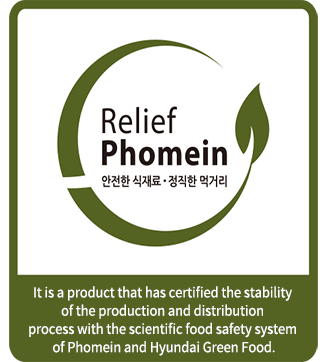 Relief
Phomein
안전한 식재료 • 정직한 먹거리
It is a product that has certified the stability
of the production and distribution
process with the scientific food safety system
of Phomein and Hyundai Green Food.